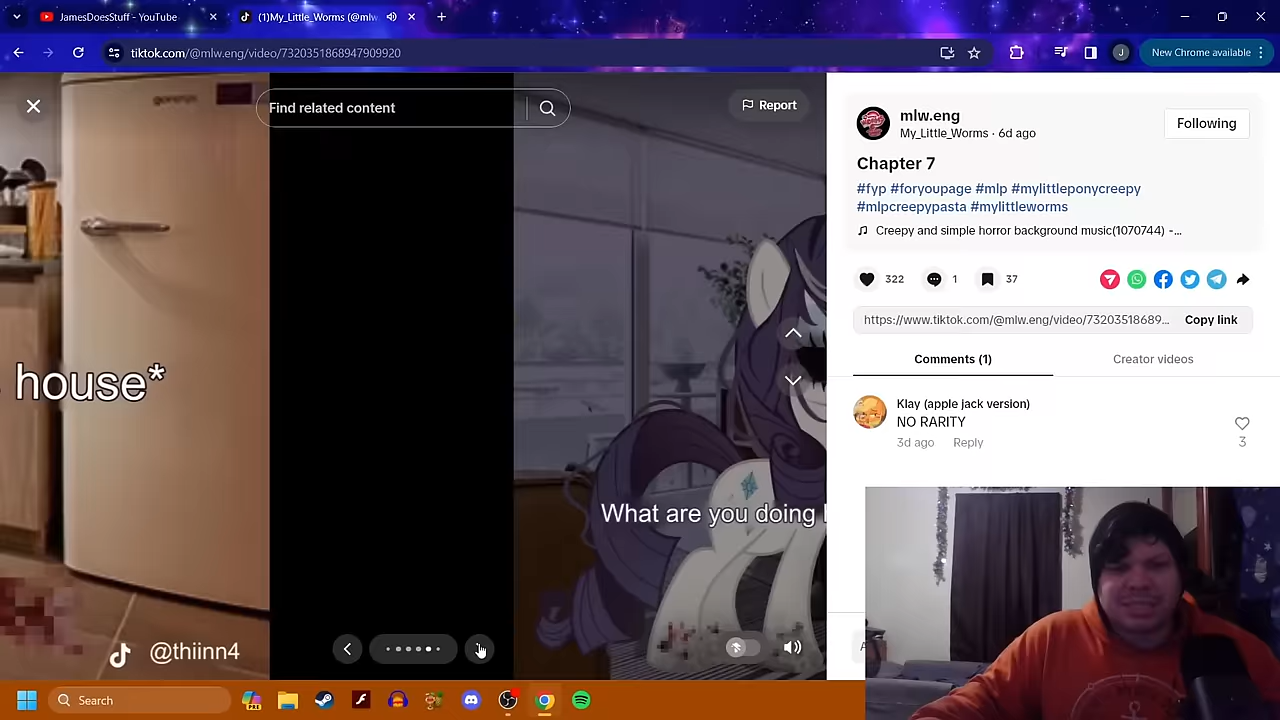 JamesDoesStuff - YouTube
(1)My_Little_Worms (@mlw
tiktok.com/@mlw.eng/video/7320351868947909920
J
New Chrome available
gorenje
Find related content
Report
house*
What are you doing
@thiinn4
mlw.eng
My_Little_Worms · 6d ago
Following
Chapter 7
#fyp #foryoupage #mlp #mylittleponycreepy
#mlpcreepypasta #mylittleworms
Creepy and simple horror background music(1070744) -...
322
1
37
https://www.tiktok.com/@mlw.eng/video/73203518689...
Copy link
Comments (1)
Creator videos
Klay (apple jack version)
NO RARITY
3d ago
Reply
3
Search
PRE